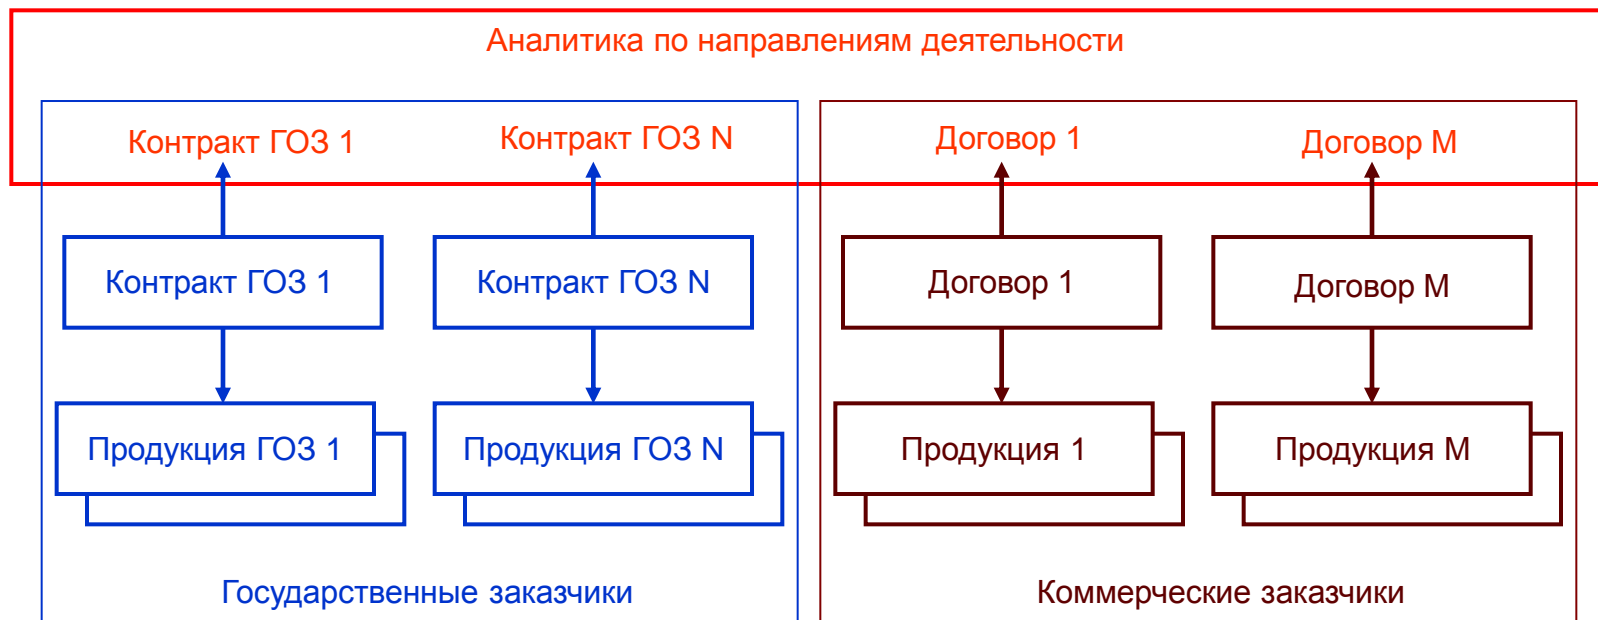 Аналитика по направлениям деятельности
Контракт ГОЗ 1
Контракт ГОЗ N
Договор 1
Договор М
Контракт ГОЗ 1
Контракт ГОЗ N
Договор 1
Договор М
Продукция ГОЗ 1
Продукция ГОЗ N
Продукция 1
Продукция М
Государственные заказчики
Коммерческие заказчики